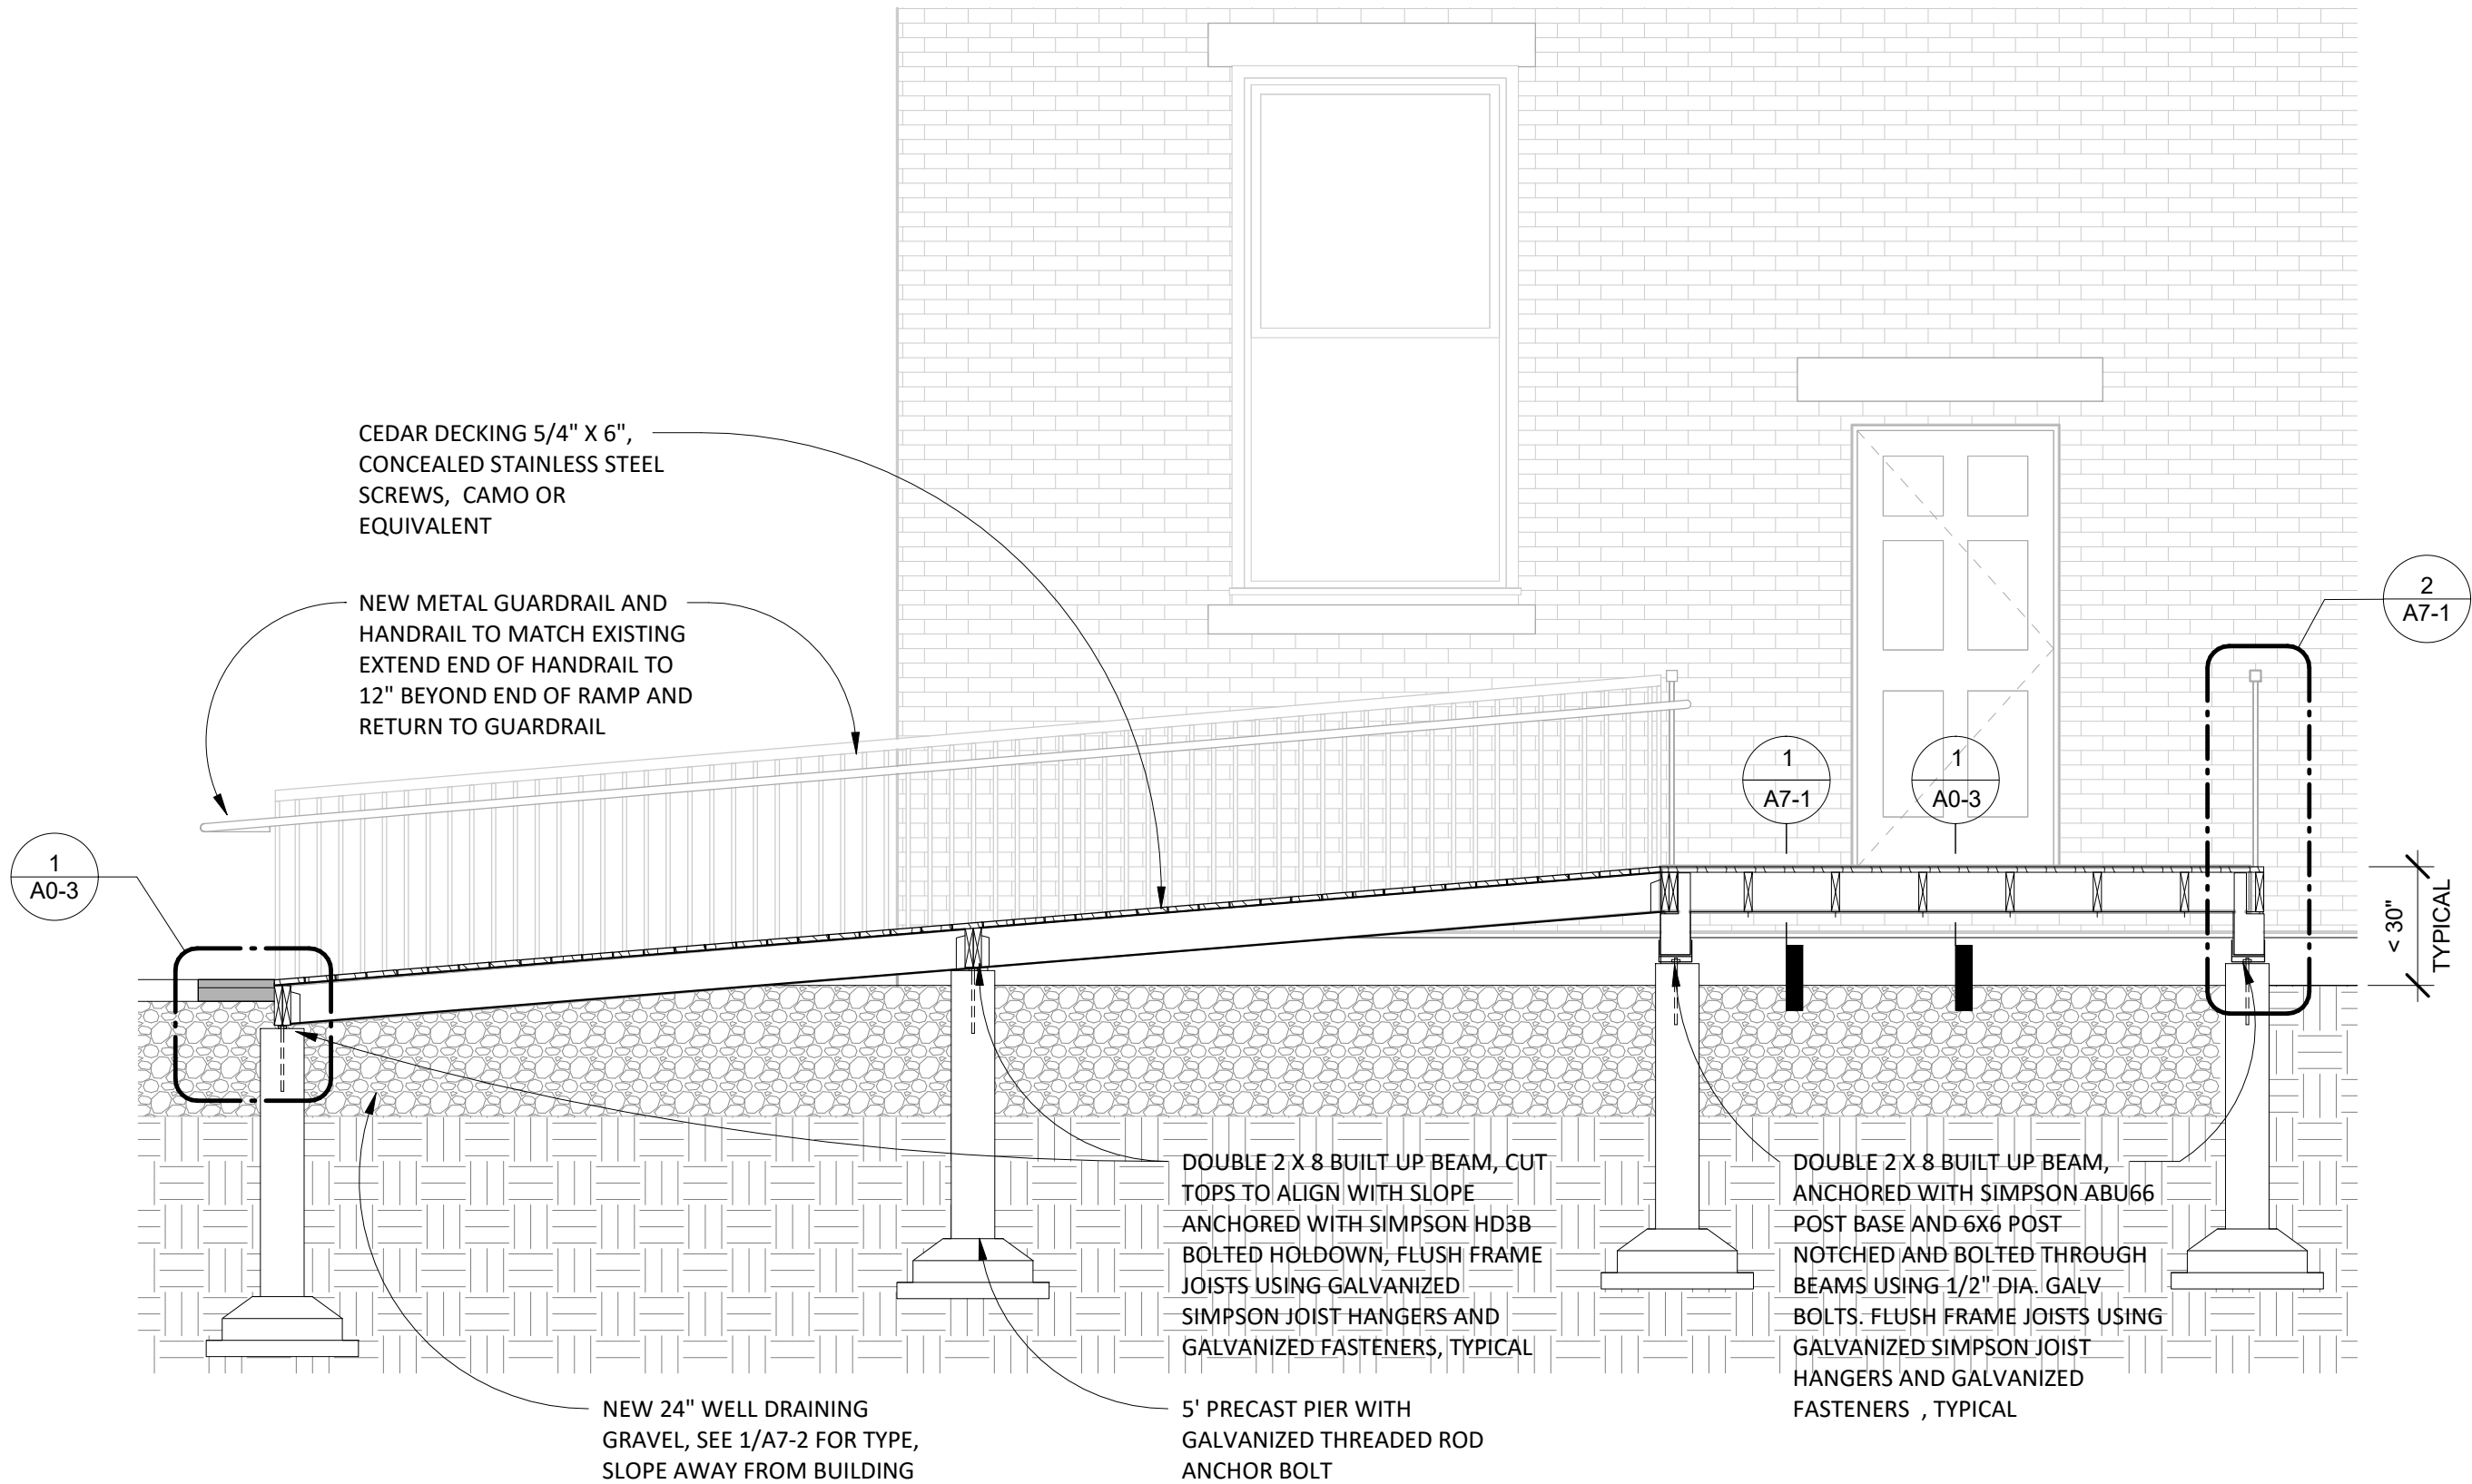 CEDAR DECKING 5/4" X 6",
CONCEALED STAINLESS STEEL
SCREWS, CAMO OR
EQUIVALENT
NEW METAL GUARDRAIL AND
HANDRAIL TO MATCH EXISTING
EXTEND END OF HANDRAIL TO
12" BEYOND END OF RAMP AND
RETURN TO GUARDRAIL
2
A7-1
1
A7-1
1
A0-3
1
A0-3
< 30"
TYPICAL
DOUBLE 2 X 8 BUILT UP BEAM, CUT
TOPS TO ALIGN WITH SLOPE
ANCHORED WITH SIMPSON HD3B
BOLTED HOLDOWN, FLUSH FRAME
JOISTS USING GALVANIZED
SIMPSON JOIST HANGERS AND
GALVANIZED FASTENERS, TYPICAL
DOUBLE 2 X 8 BUILT UP BEAM,
ANCHORED WITH SIMPSON ABU66
POST BASE AND 6X6 POST
NOTCHED AND BOLTED THROUGH
BEAMS USING 1/2" DIA. GALV
BOLTS. FLUSH FRAME JOISTS USING
GALVANIZED SIMPSON JOIST
HANGERS AND GALVANIZED
FASTENERS , TYPICAL
NEW 24" WELL DRAINING
GRAVEL, SEE 1/A7-2 FOR TYPE,
SLOPE AWAY FROM BUILDING
5' PRECAST PIER WITH
GALVANIZED THREADED ROD
ANCHOR BOLT